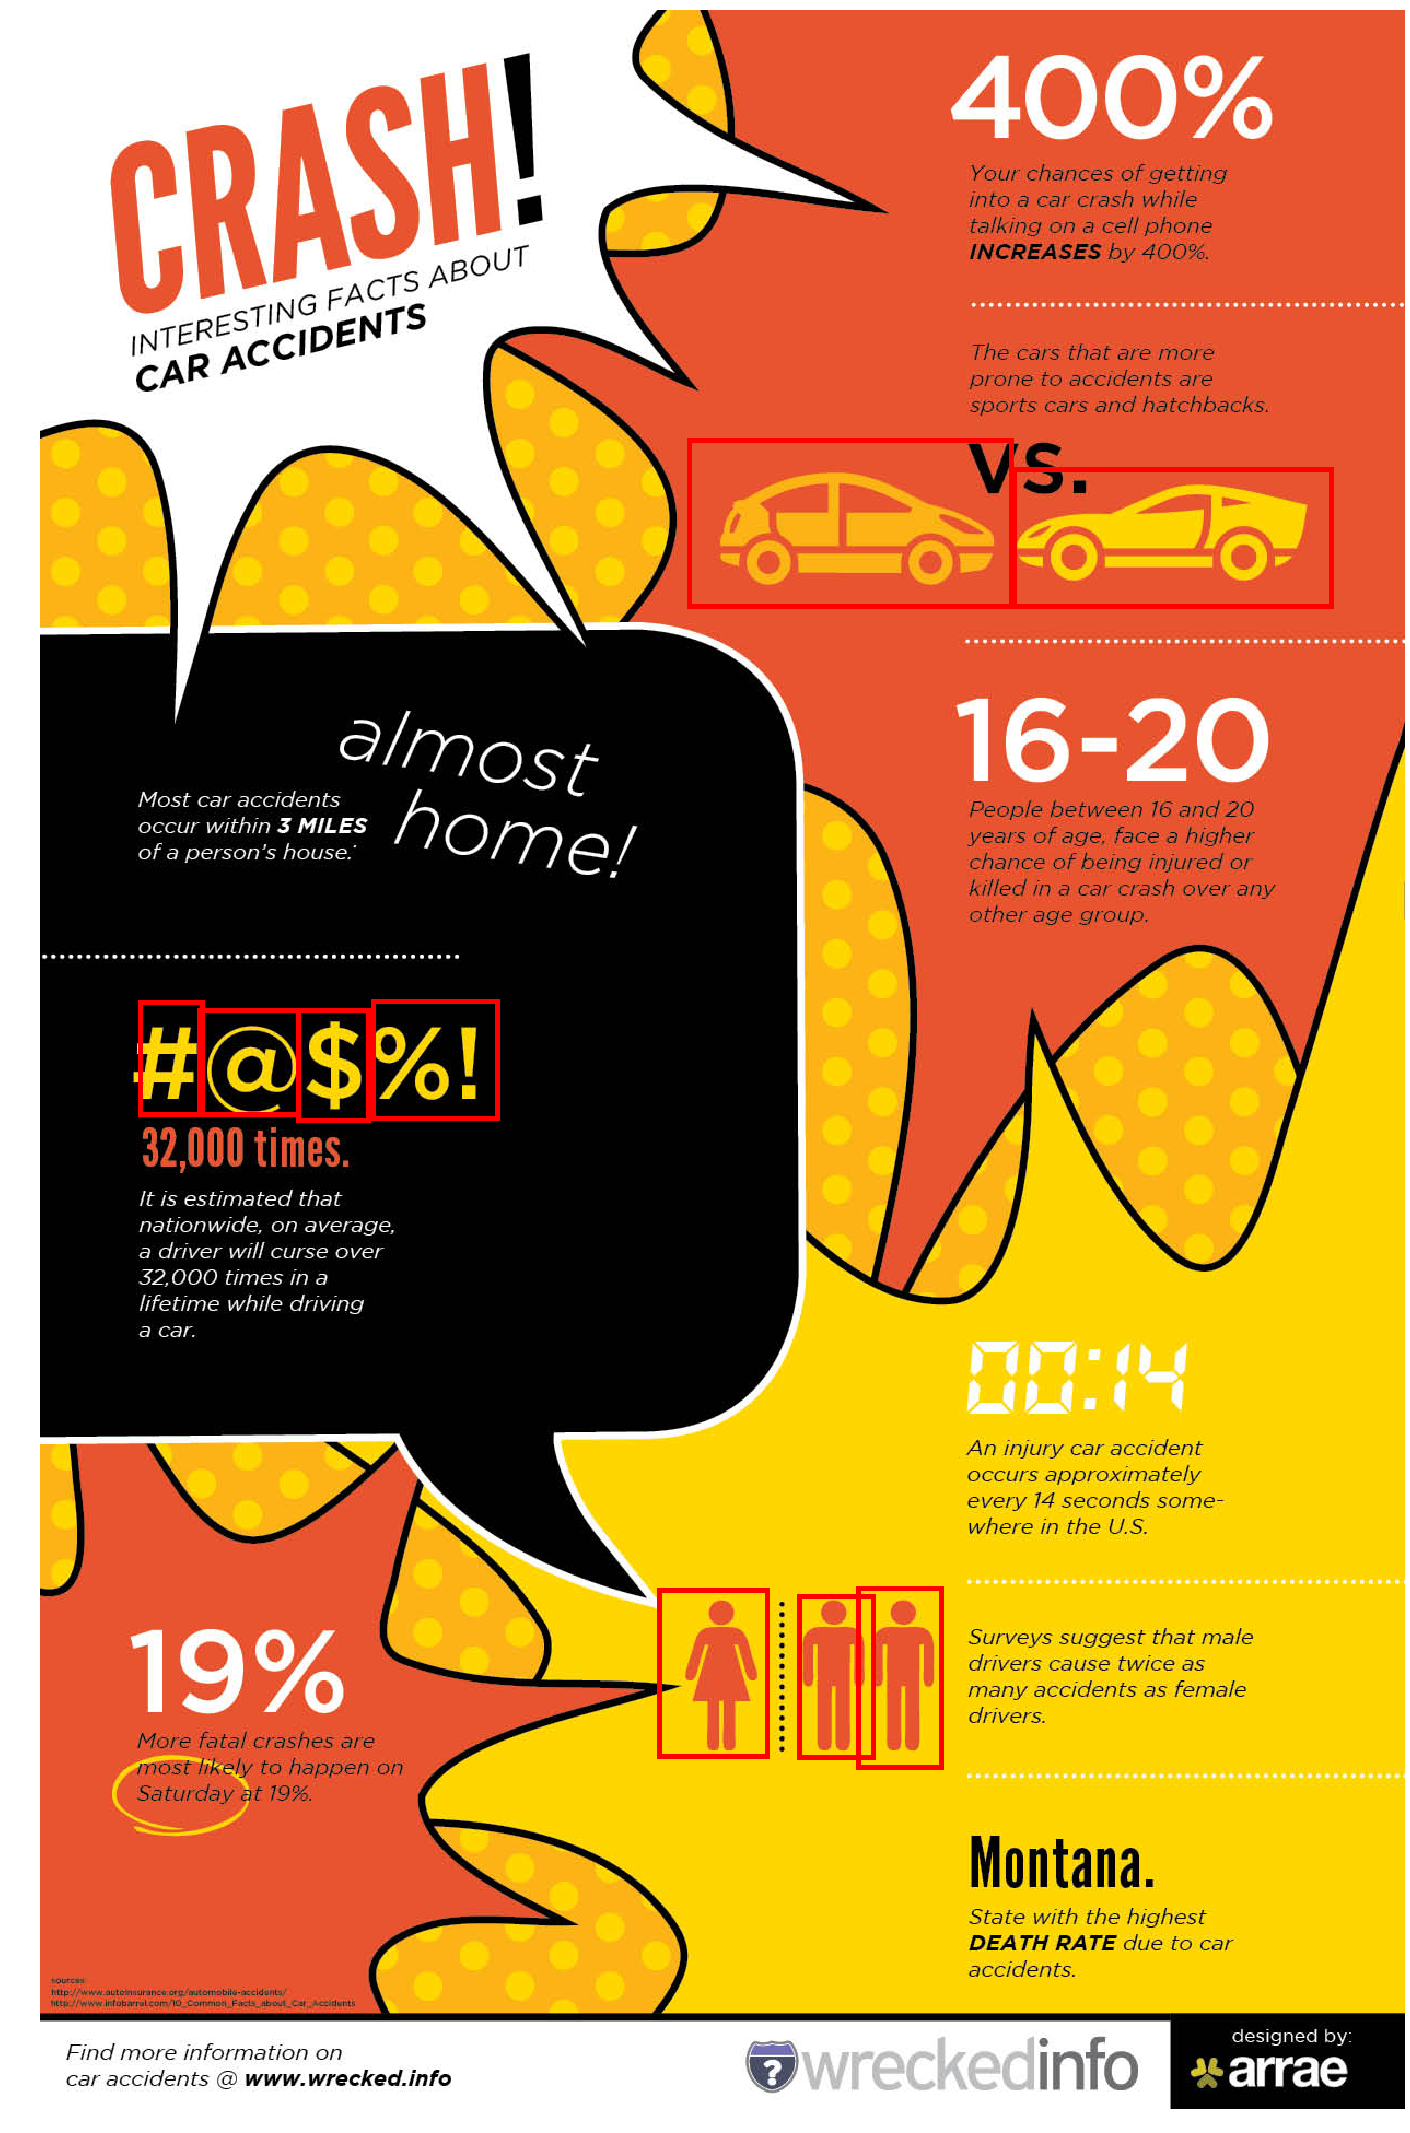 CRASH!
INTERESTING FACTS ABOUT
CAR ACCIDENTS
400%
Your chances of getting
into a car crash while
talking on a cell phone
INCREASES by 400%.
The cars that are more
prone to accidents are
sports cars and hatchbacks.
VS.
almost
home!
Most car accidents
occur within 3 MILES
of a person's house.
16-20
People between 16 and 20
years of age, face a higher
chance of being injured or
killed in a car crash over any
other age group.
#@$%!
32,000 times.
It is estimated that
nationwide, on average,
a driver will curse over
32,000 times in a
lifetime while driving
a car.
00:14
An injury car accident
occurs approximately
every 14 seconds some-
where in the U.S.
19%
More fatal crashes are
most likely to happen on
Saturday at 19%.
Surveys suggest that male
drivers cause twice as
many accidents as female
drivers.
Montana.
State with the highest
DEATH RATE due to car
accidents.
sources:
http://www.autoinsurance.org/automobile-accidents/
http://www.infobarrel.com/10_Common_Facts_about_Car_Accidents
Find more information on
car accidents @ www.wrecked.info
?
wreckedinfo
designed by:
arrae